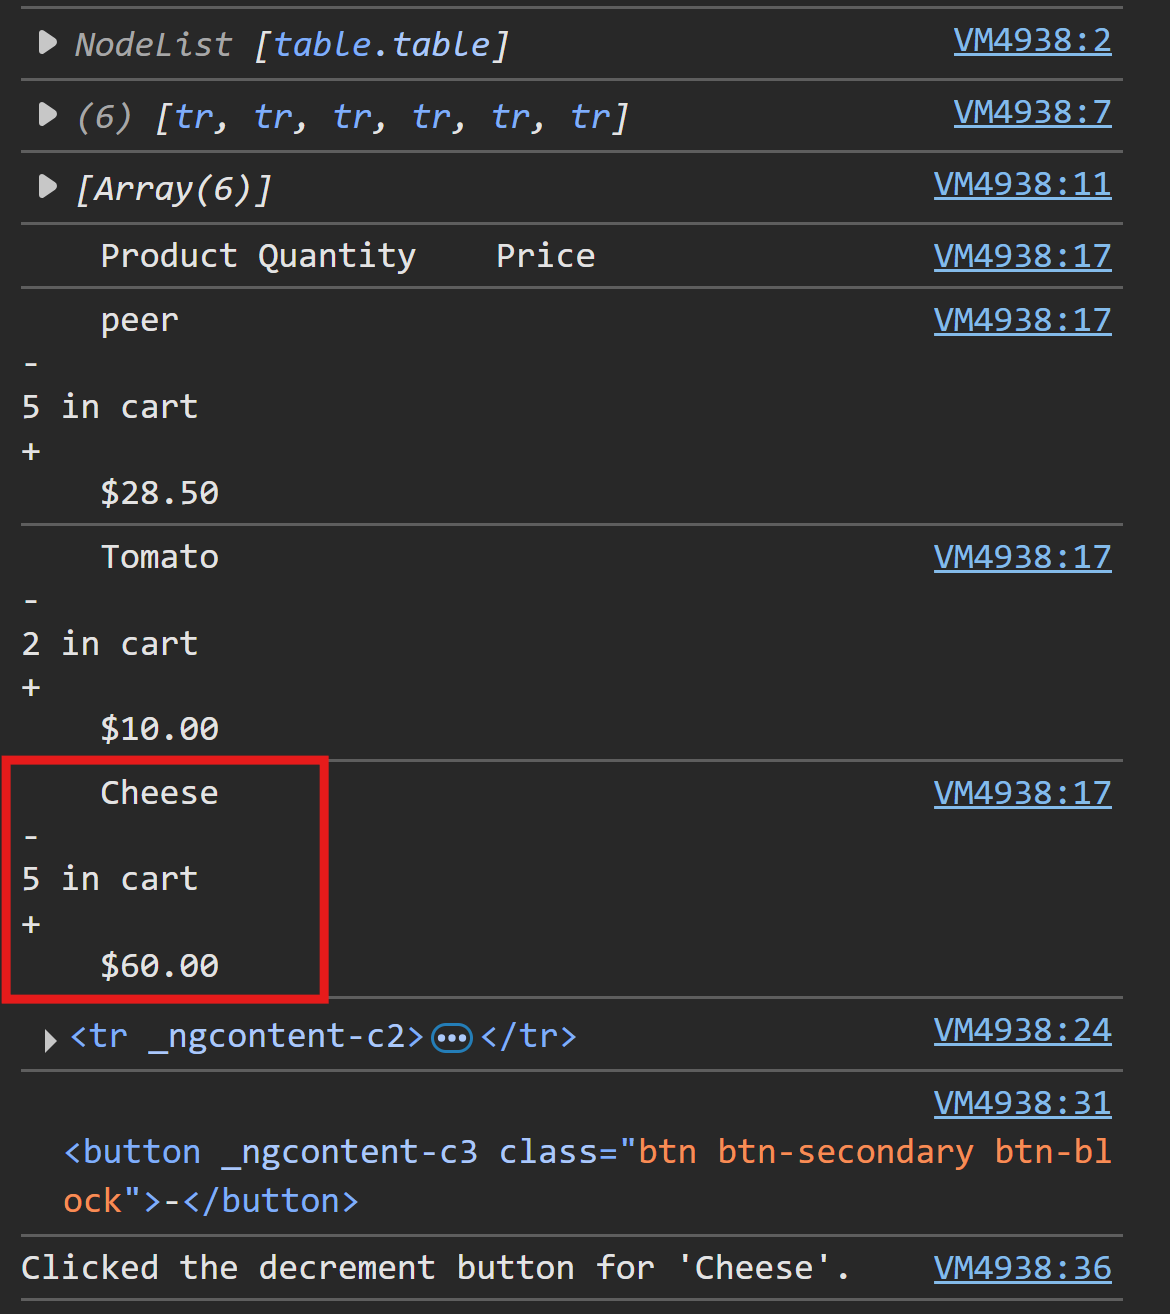 NodeList [table.table] VM4938:2
(6) [tr, tr, tr, tr, tr, tr] VM4938:7
[Array(6)] VM4938:11
Product Quantity Price VM4938:17
peer VM4938:17
-
5 in cart
+
$28.50
Tomato VM4938:17
-
2 in cart
+
$10.00
Cheese VM4938:17
-
5 in cart
+
$60.00
<tr _ngcontent-c2>…</tr> VM4938:24
VM4938:31
<button _ngcontent-c3 class="btn btn-secondary btn-bl
ock">-</button>
Clicked the decrement button for 'Cheese'. VM4938:36